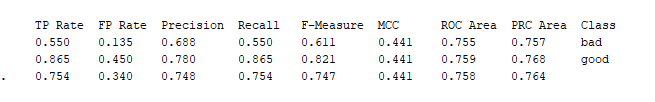 TP Rate FP Rate Precision Recall F-Measure MCC ROC Area PRC Area Class
0.550 0.135 0.688 0.550 0.611 0.441 0.755 0.757 bad
0.865 0.450 0.780 0.865 0.821 0.441 0.759 0.768 good
. 0.754 0.340 0.748 0.754 0.747 0.441 0.758 0.764